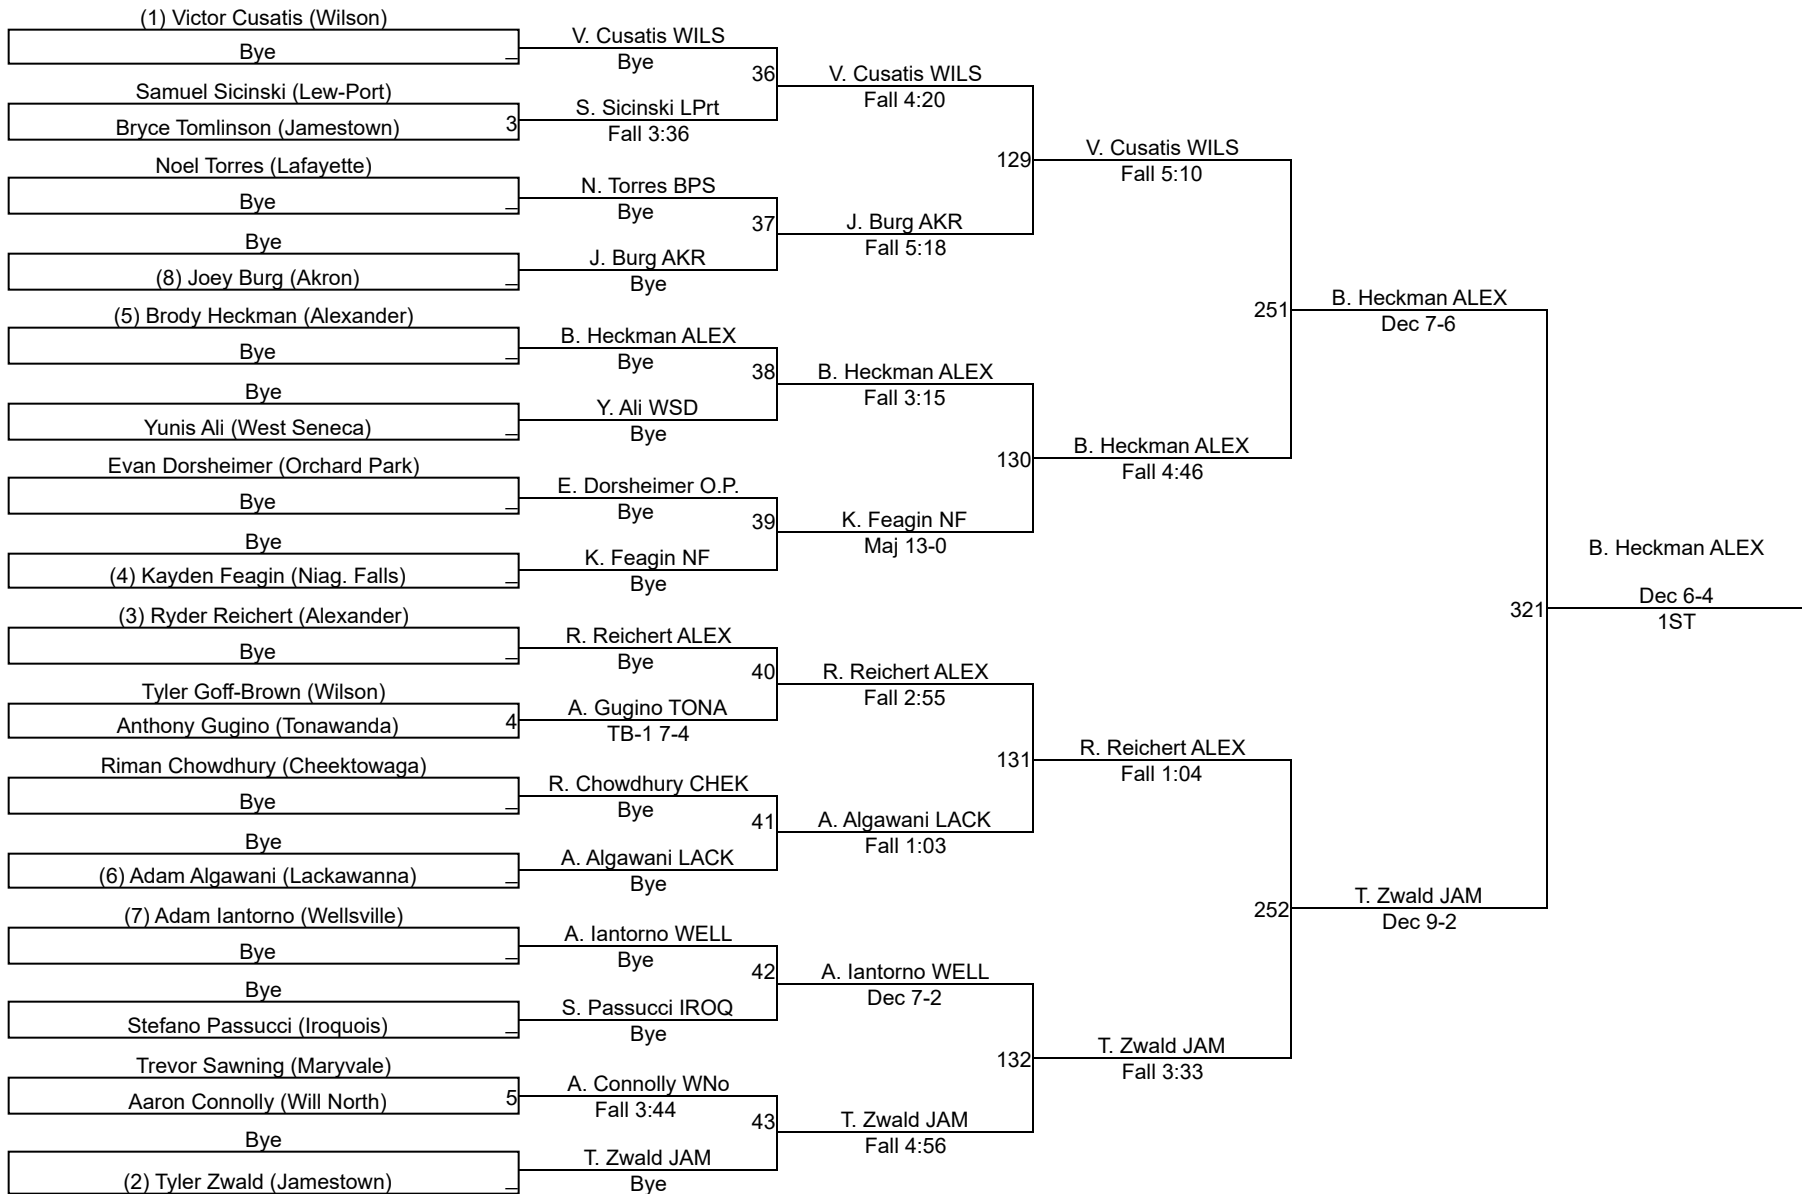 (1) Victor Cusatis (Wilson)
Bye
Samuel Sicinski (Lew-Port)
Bryce Tomlinson (Jamestown) 3
Noel Torres (Lafayette)
Bye
Bye
(8) Joey Burg (Akron)
(5) Brody Heckman (Alexander)
Bye
Bye
Yunis Ali (West Seneca)
Evan Dorsheimer (Orchard Park)
Bye
Bye
(4) Kayden Feagin (Niag. Falls)
(3) Ryder Reichert (Alexander)
Bye
Tyler Goff-Brown (Wilson)
Anthony Gugino (Tonawanda) 4
Riman Chowdhury (Cheektowaga)
Bye
Bye
(6) Adam Algawani (Lackawanna)
(7) Adam Iantorno (Wellsville)
Bye
Bye
Stefano Passucci (Iroquois)
Trevor Sawning (Maryvale)
Aaron Connolly (Will North) 5
Bye
(2) Tyler Zwald (Jamestown)
V. Cusatis WILS
Bye
36
S. Sicinski LPrt
Fall 3:36
N. Torres BPS
Bye
37
J. Burg AKR
Bye
B. Heckman ALEX
Bye
38
Y. Ali WSD
Bye
E. Dorsheimer O.P.
Bye
39
K. Feagin NF
Bye
R. Reichert ALEX
Bye
40
A. Gugino TONA
TB-1 7-4
R. Chowdhury CHEK
Bye
41
A. Algawani LACK
Bye
A. Iantorno WELL
Bye
42
S. Passucci IROQ
Bye
A. Connolly WNo
Fall 3:44
43
T. Zwald JAM
Bye
V. Cusatis WILS
Fall 4:20
129
J. Burg AKR
Fall 5:18
B. Heckman ALEX
Fall 3:15
130
K. Feagin NF
Maj 13-0
R. Reichert ALEX
Fall 2:55
131
A. Algawani LACK
Fall 1:03
A. Iantorno WELL
Dec 7-2
132
T. Zwald JAM
Fall 4:56
V. Cusatis WILS
Fall 5:10
251
B. Heckman ALEX
Fall 4:46
R. Reichert ALEX
Fall 1:04
252
T. Zwald JAM
Fall 3:33
B. Heckman ALEX
Dec 7-6
321
T. Zwald JAM
Dec 9-2
B. Heckman ALEX
Dec 6-4
1ST